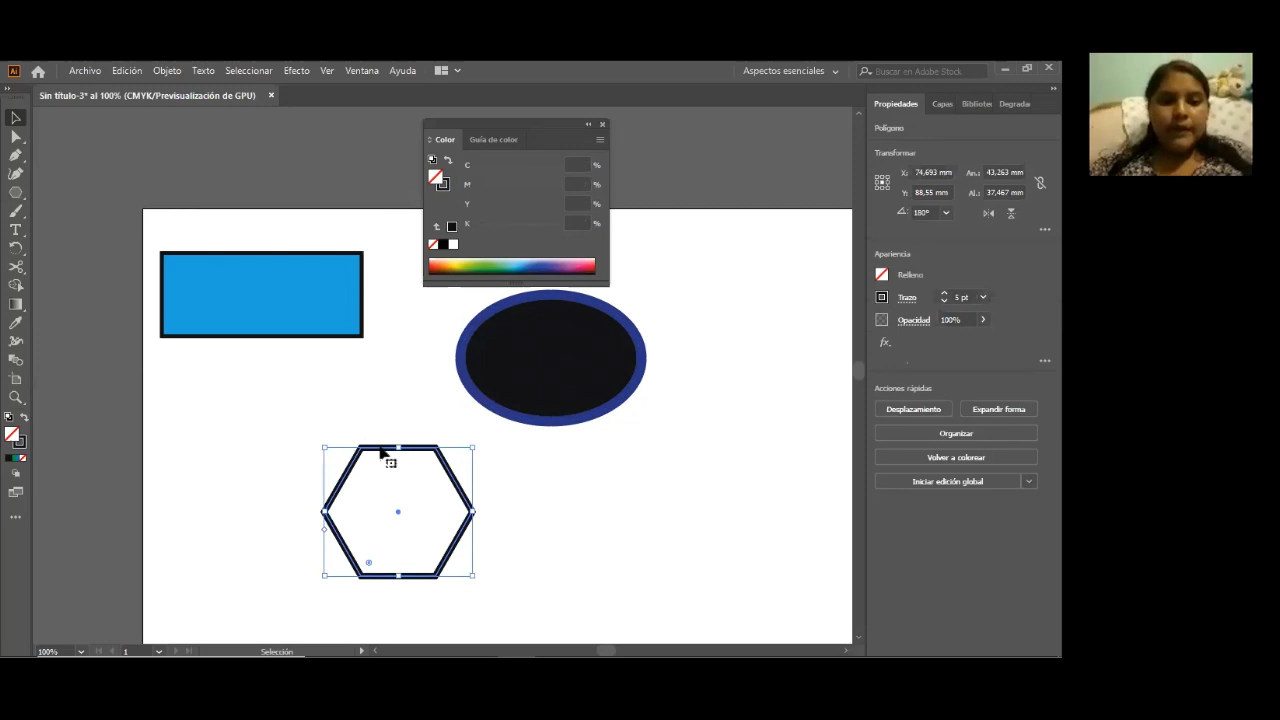 Ai
Archivo Edición Objeto Texto Seleccionar Efecto Ver Ventana Ayuda
Aspectos esenciales
Buscar en Adobe Stock
Sin título-3* al 100% (CMYK/Previsualización de GPU)
Propiedades Capas Bibliotec Degrada
Color Guía de color
C %
M %
Y %
K %
Polígono
Transformar
X: 74,693 mm An.: 43,263 mm
Y: 88,55 mm Al.: 37,467 mm
180°
Apariencia
Relleno
Trazo 5 pt
Opacidad 100%
fx.
Acciones rápidas
Desplazamiento Expandir forma
Organizar
Volver a colorear
Iniciar edición global
100% 1 Selección